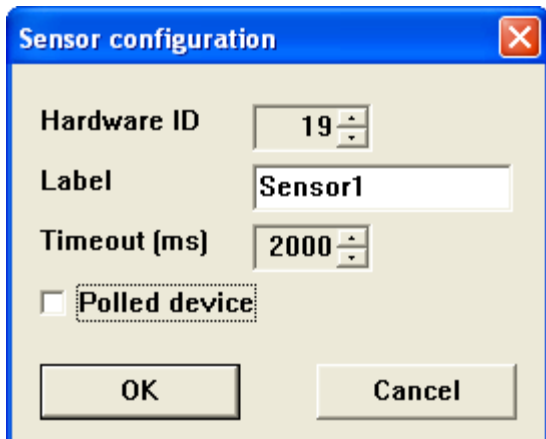 Sensor configuration
Hardware ID 19
Label Sensor1
Timeout (ms) 2000
Polled device
OK Cancel